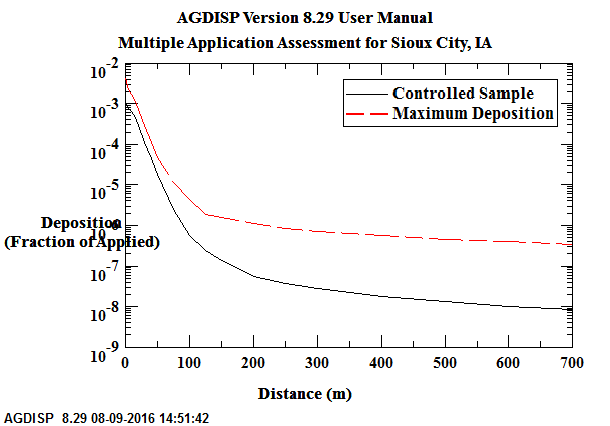 AGDISP Version 8.29 User Manual
Multiple Application Assessment for Sioux City, IA
10-2
10-3
10-4
10-5
10-6
10-7
10-8
10-9
Controlled Sample
Maximum Deposition
Deposition
(Fraction of Applied)
0 100 200 300 400 500 600 700
Distance (m)
AGDISP 8.29 08-09-2016 14:51:42